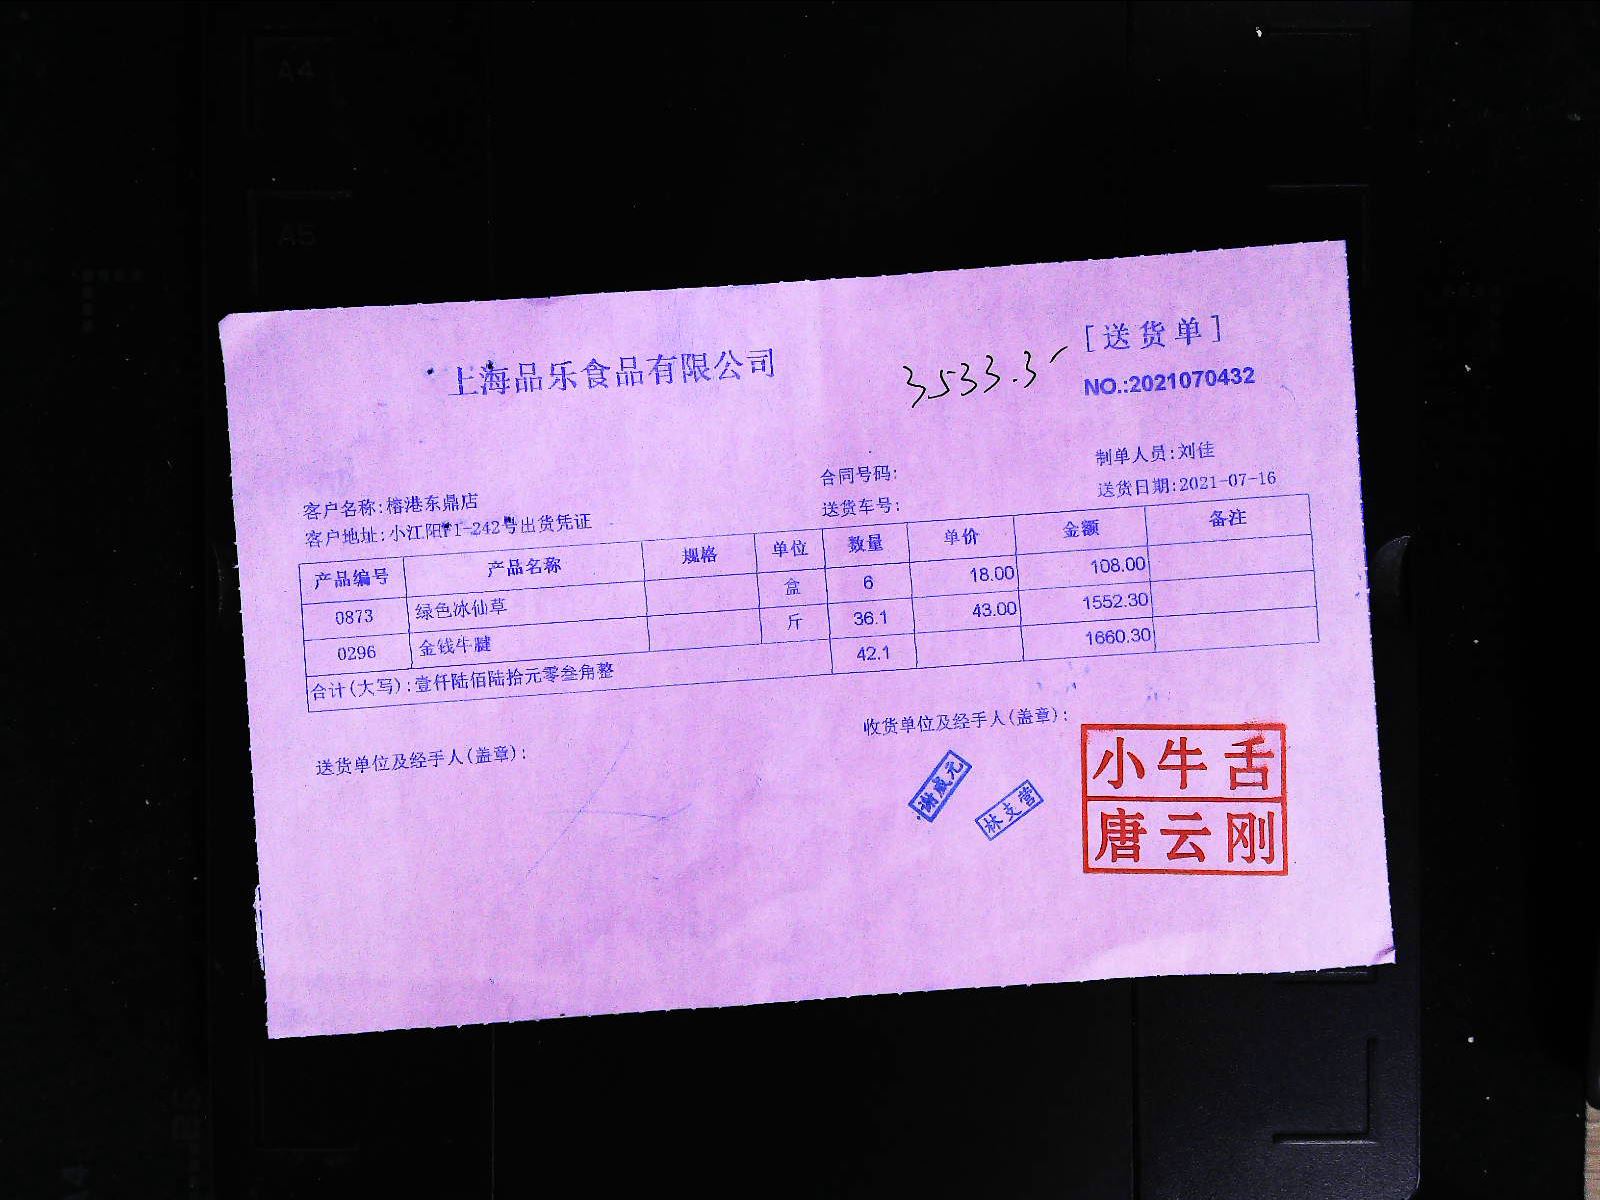 A4
A5
[送货单]
上海品乐食品有限公司
3533.3
NO.:2021070432
制单人员:刘佳
合同号码:
送货日期:2021-07-16
客户名称:榕港东鼎店
送货车号:
客户地址:小江阳1-242号出货凭证
产品编号 产品名称 规格 单位 数量 单价 金额 备注
0873 绿色冰仙草 盒 6 18.00 108.00
0296 金钱牛腱 斤 36.1 43.00 1552.30
合计(大写):壹仟陆佰陆拾元零叁角整 42.1 1660.30
收货单位及经手人(盖章):
送货单位及经手人(盖章):
谢成元
林支营
小牛舌
唐云刚